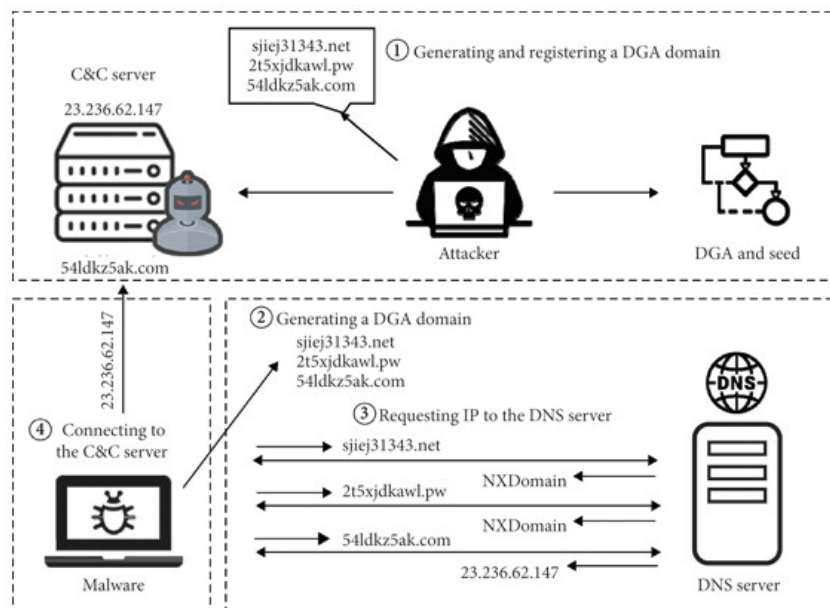 sjiej31343.net
2t5xjdkawl.pw
54ldkz5ak.com
① Generating and registering a DGA domain
C&C server
23.236.62.147
54ldkz5ak.com
Attacker
DGA and seed
23.236.62.147
② Generating a DGA domain
sjiej31343.net
2t5xjdkawl.pw
54ldkz5ak.com
③ Requesting IP to the DNS server
sjiej31343.net
NXDomain
2t5xjdkawl.pw
NXDomain
54ldkz5ak.com
23.236.62.147
DNS
DNS server
④ Connecting to
the C&C server
Malware